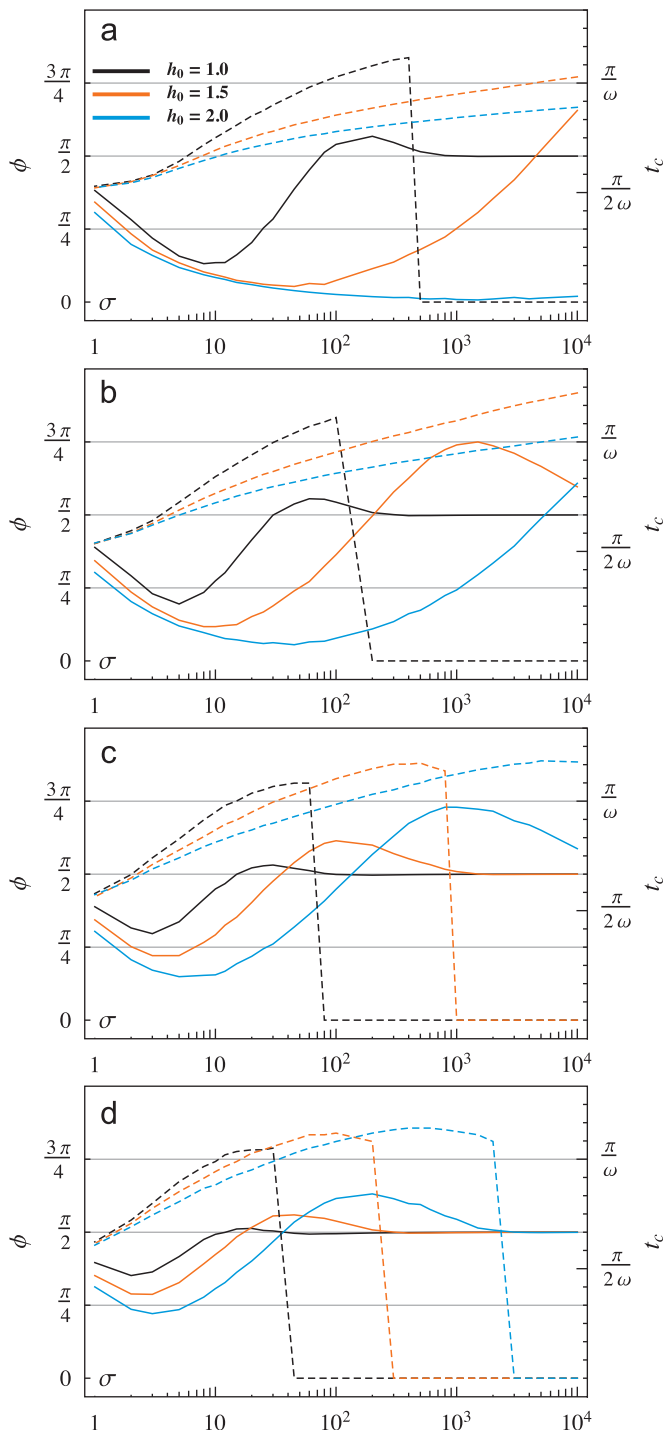 a
h₀ = 1.0
h₀ = 1.5
h₀ = 2.0
3π/4
π/2
π/4
0
ϕ
σ
π/ω
π/2ω
t_c
1 10 10² 10³ 10⁴
b
3π/4
π/2
π/4
0
ϕ
σ
π/ω
π/2ω
t_c
1 10 10² 10³ 10⁴
c
3π/4
π/2
π/4
0
ϕ
σ
π/ω
π/2ω
t_c
1 10 10² 10³ 10⁴
d
3π/4
π/2
π/4
0
ϕ
σ
π/ω
π/2ω
t_c
1 10 10² 10³ 10⁴